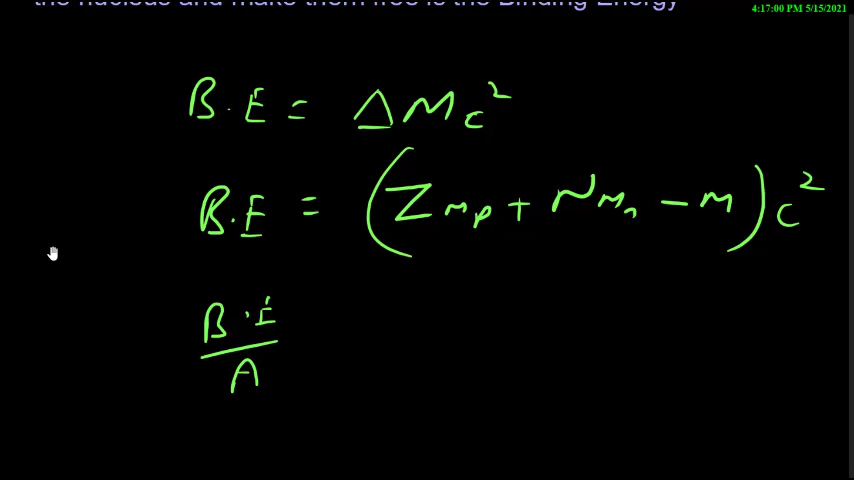 4:17:00 PM 5/15/2021
the nucleus and make them free is the Binding Energy
B.E = ΔMc²
B.E = (Zmp + Nmn − M)c²
B.E
A